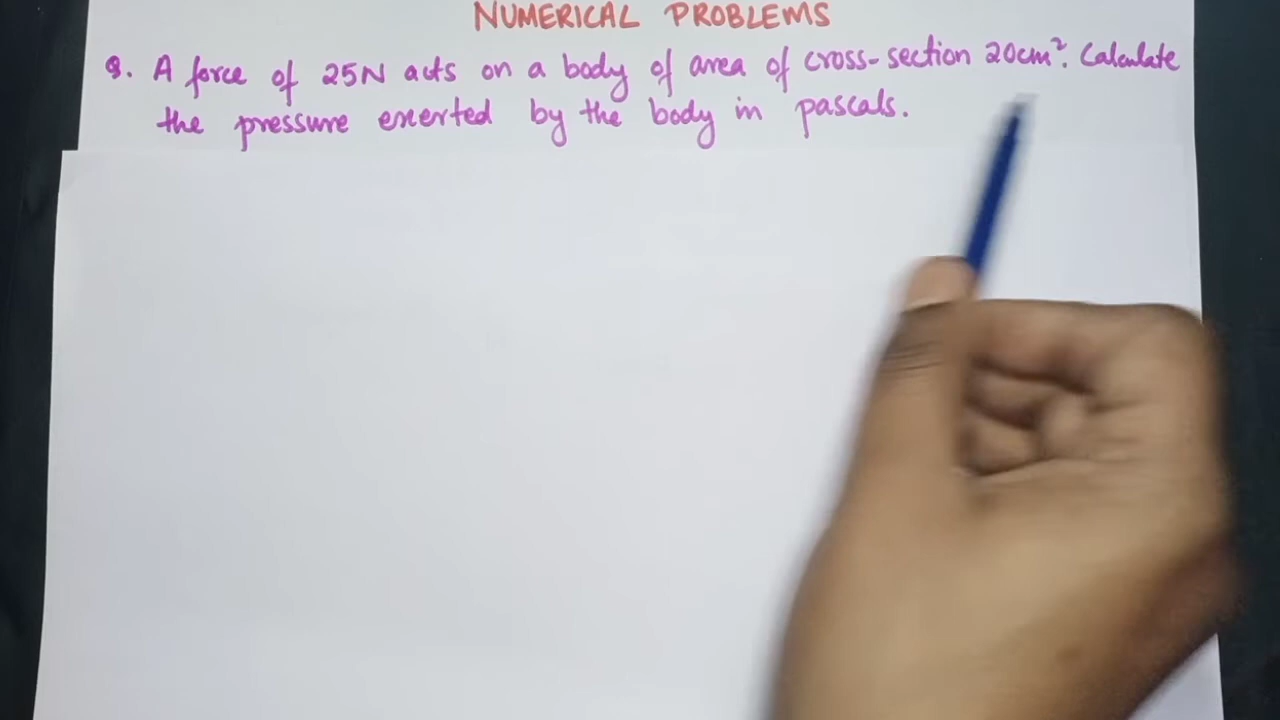 NUMERICAL PROBLEMS
Q. A force of 25N acts on a body of area of cross-section 20cm². Calculate
the pressure exerted by the body in pascals.